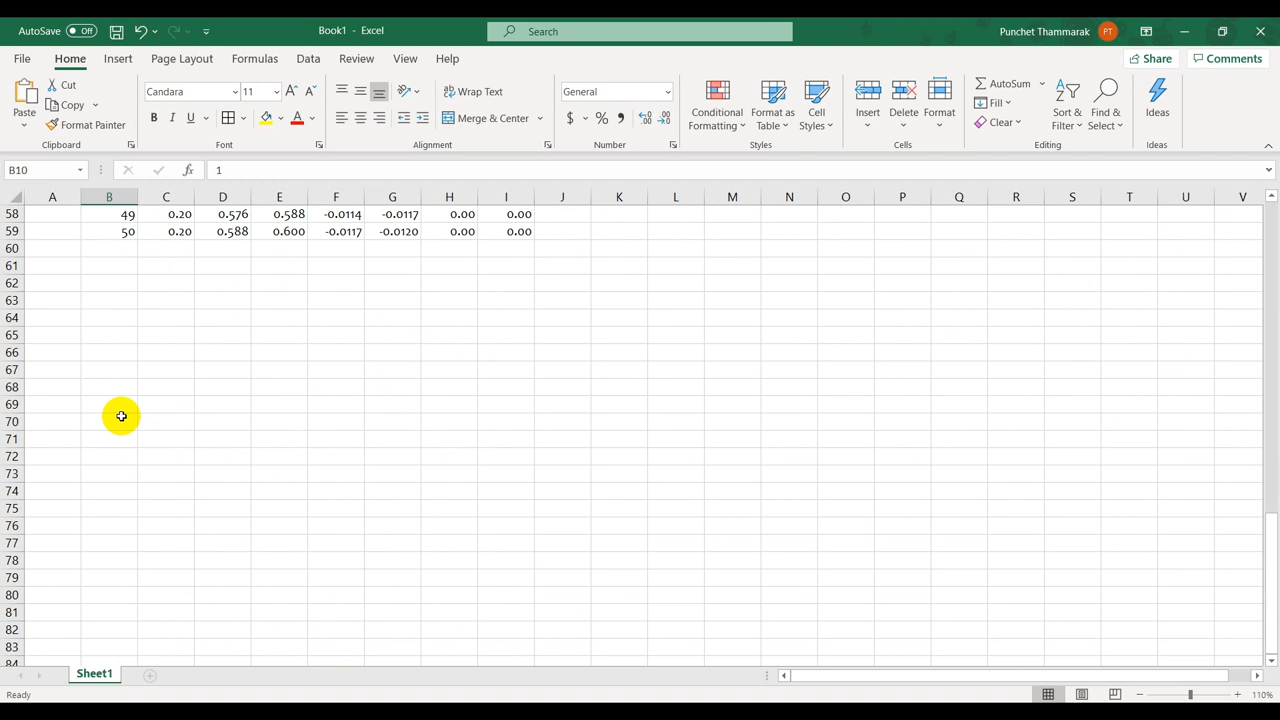 AutoSave Off Book1 - Excel Search Punchet Thammarak PT
File Home Insert Page Layout Formulas Data Review View Help Share Comments
Paste Cut Copy Format Painter Clipboard
Candara 11 A A B I U A Font
Wrap Text Merge & Center Alignment
General $ % , Number
Conditional Formatting Format as Table Cell Styles Styles
Insert Delete Format Cells
AutoSum Fill Clear Sort & Filter Find & Select Editing
Ideas Ideas
B10 fx 1
A B C D E F G H I J K L M N O P Q R S T U V
58 49 0.20 0.576 0.588 -0.0114 -0.0117 0.00 0.00
59 50 0.20 0.588 0.600 -0.0117 -0.0120 0.00 0.00
60
61
62
63
64
65
66
67
68
69
70
71
72
73
74
75
76
77
78
79
80
81
82
83
84
Sheet1
Ready 110%